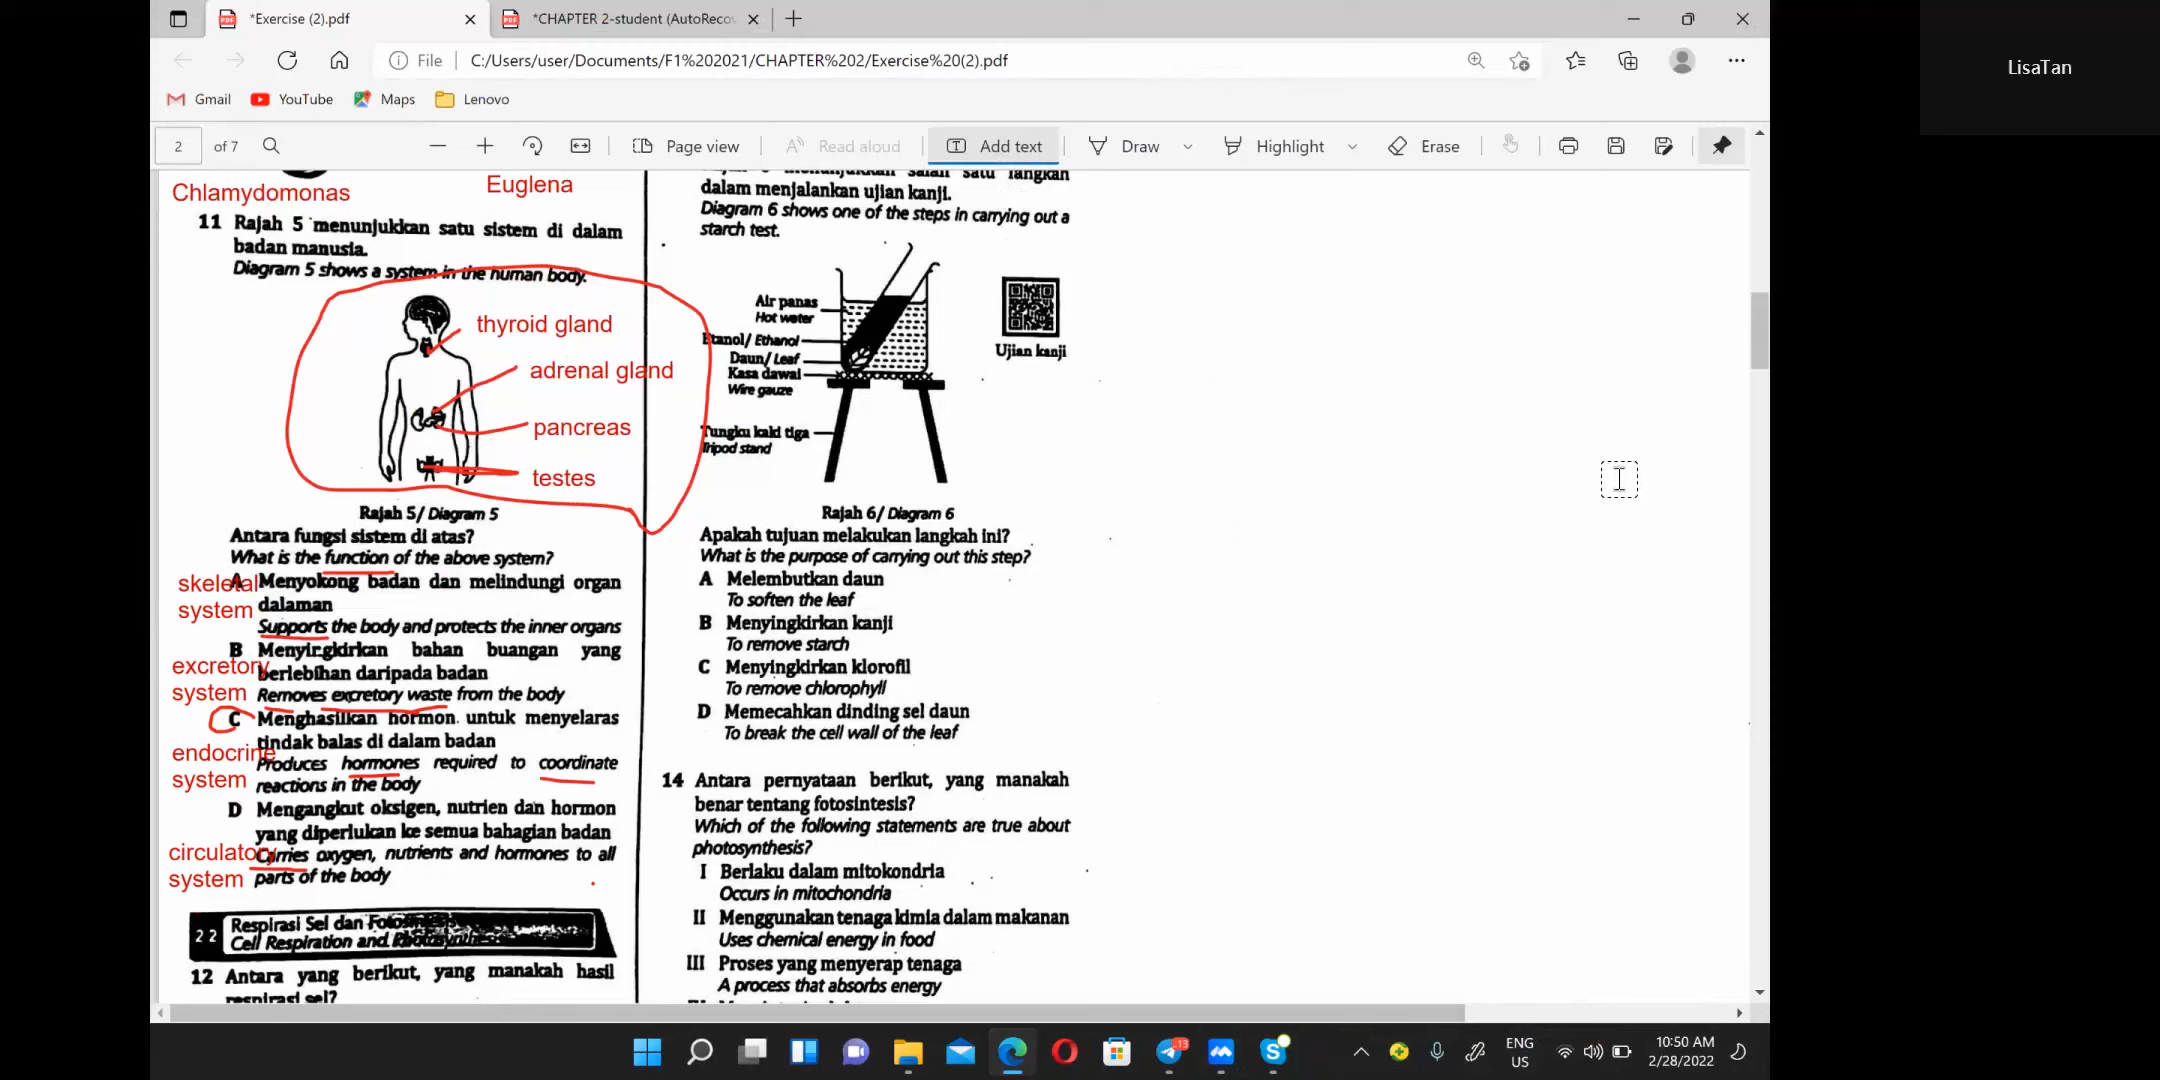 *Exercise (2).pdf
*CHAPTER 2-student (AutoReco
LisaTan
File
C:/Users/user/Documents/F1%202021/CHAPTER%202/Exercise%20(2).pdf
Gmail
YouTube
Maps
Lenovo
2
of 7
Page view
Read aloud
Add text
Draw
Highlight
Erase
Chlamydomonas
Euglena
11 Rajah 5 menunjukkan satu sistem di dalam
badan manusia.
Diagram 5 shows a system in the human body.
thyroid gland
adrenal gland
pancreas
testes
Rajah 5/ Diagram 5
Antara fungsi sistem di atas?
What is the function of the above system?
skeletal
system
A Menyokong badan dan melindungi organ
dalaman
Supports the body and protects the inner organs
excretory
system
B Menyingkirkan bahan buangan yang
berlebihan daripada badan
Removes excretory waste from the body
C Menghasilkan hormon untuk menyelaras
tindak balas di dalam badan
endocrine
system
Produces hormones required to coordinate
reactions in the body
D Mengangkut oksigen, nutrien dan hormon
yang diperlukan ke semua bahagian badan
circulatory
system
Carries oxygen, nutrients and hormones to all
parts of the body
2 2
Respirasi Sel dan
Cell Respiration and
12 Antara yang berikut, yang manakah hasil
respirasi sel?
menunjukkan salah satu langkah
dalam menjalankan ujian kanji.
Diagram 6 shows one of the steps in carrying out a
starch test.
Air panas
Hot water
Etanol/ Ethanol
Daun/ Leaf
Kasa dawai
Wire gauze
Tungku kaki tiga
Tripod stand
Ujian kanji
Rajah 6/ Diagram 6
Apakah tujuan melakukan langkah ini?
What is the purpose of carrying out this step?
A Melembutkan daun
To soften the leaf
B Menyingkirkan kanji
To remove starch
C Menyingkirkan klorofil
To remove chlorophyll
D Memecahkan dinding sel daun
To break the cell wall of the leaf
14 Antara pernyataan berikut, yang manakah
benar tentang fotosintesis?
Which of the following statements are true about
photosynthesis?
I Berlaku dalam mitokondria
Occurs in mitochondria
II Menggunakan tenaga kimia dalam makanan
Uses chemical energy in food
III Proses yang menyerap tenaga
A process that absorbs energy
13
ENG
US
10:50 AM
2/28/2022